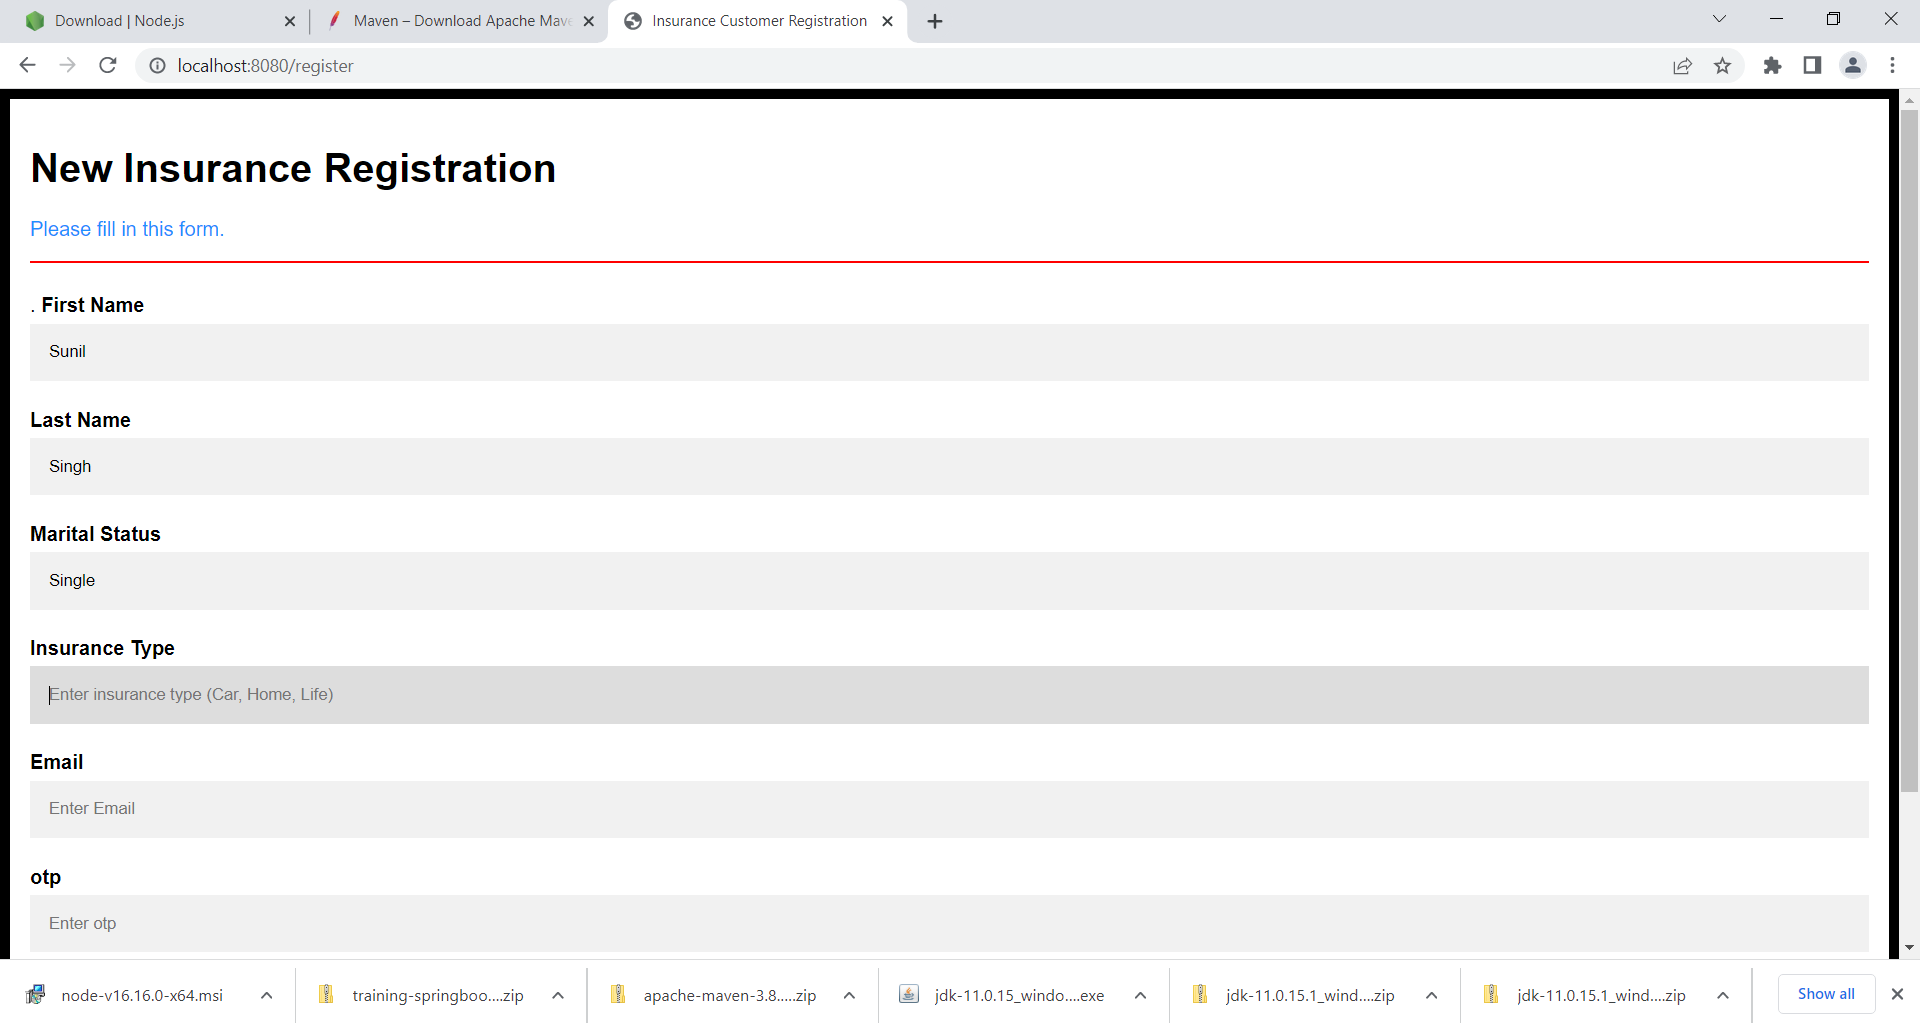 Download | Node.js
Maven – Download Apache Mave
Insurance Customer Registration
localhost:8080/register
New Insurance Registration
Please fill in this form.
. First Name
Sunil
Last Name
Singh
Marital Status
Single
Insurance Type
Enter insurance type (Car, Home, Life)
Email
Enter Email
otp
Enter otp
node-v16.16.0-x64.msi
training-springboo....zip
apache-maven-3.8.....zip
jdk-11.0.15_windo....exe
jdk-11.0.15.1_wind....zip
jdk-11.0.15.1_wind....zip
Show all